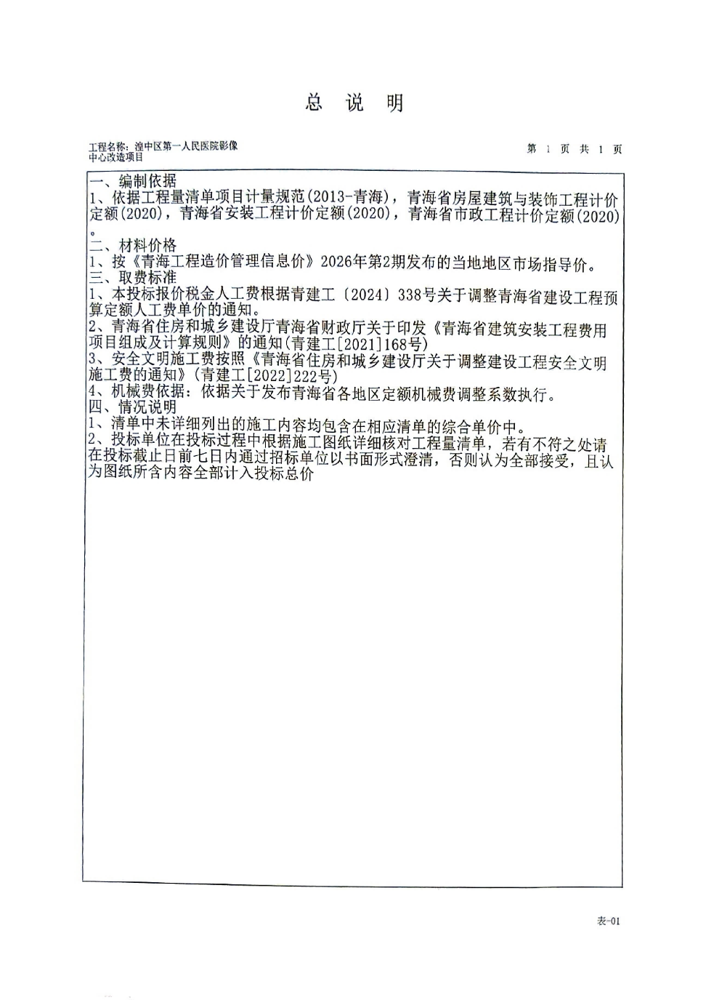 总 说 明
工程名称：湟中区第一人民医院影像
中心改造项目
第 1 页 共 1 页
一、编制依据
1、依据工程量清单项目计量规范(2013-青海)，青海省房屋建筑与装饰工程计价
定额(2020)，青海省安装工程计价定额(2020)，青海省市政工程计价定额(2020)
。
二、材料价格
1、按《青海工程造价管理信息价》2026年第2期发布的当地地区市场指导价。
三、取费标准
1、本投标报价税金人工费根据青建工〔2024〕338号关于调整青海省建设工程预
算定额人工费单价的通知。
2、青海省住房和城乡建设厅青海省财政厅关于印发《青海省建筑安装工程费用
项目组成及计算规则》的通知(青建工[2021]168号)
3、安全文明施工费按照《青海省住房和城乡建设厅关于调整建设工程安全文明
施工费的通知》(青建工[2022]222号)
4、机械费依据：依据关于发布青海省各地区定额机械费调整系数执行。
四、情况说明
1、清单中未详细列出的施工内容均包含在相应清单的综合单价中。
2、投标单位在投标过程中根据施工图纸详细核对工程量清单，若有不符之处请
在投标截止日前七日内通过招标单位以书面形式澄清，否则认为全部接受，且认
为图纸所含内容全部计入投标总价
表-01